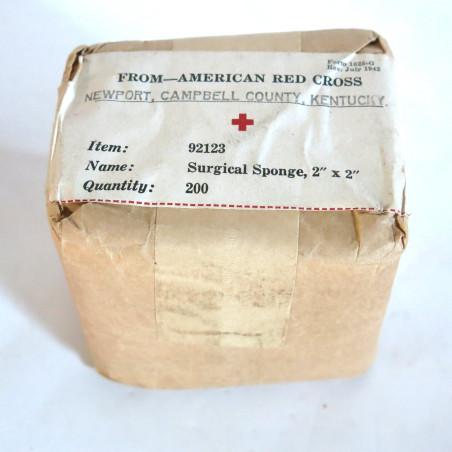 Form 1626-G
Rev. July 1942
FROM—AMERICAN RED CROSS
NEWPORT, CAMPBELL COUNTY, KENTUCKY.
Item: 92123
Name: Surgical Sponge, 2" x 2"
Quantity: 200